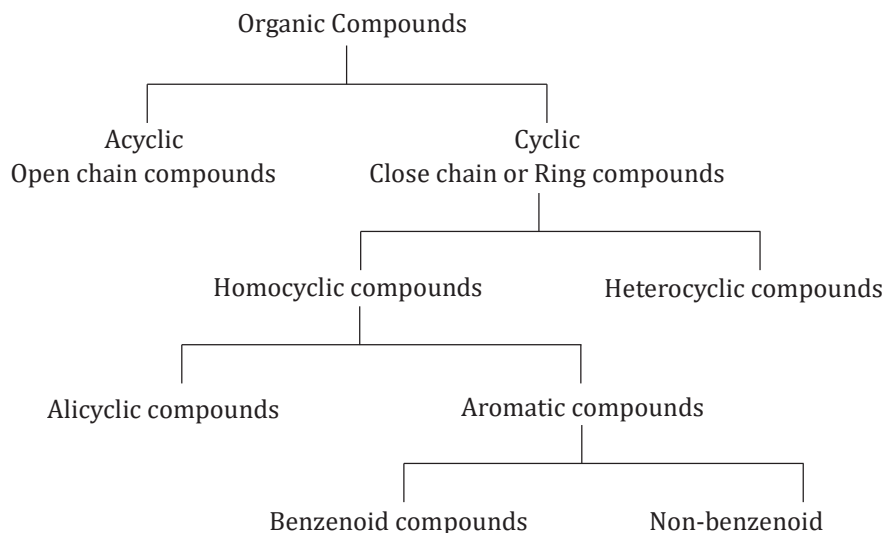 Organic Compounds
Acyclic
Open chain compounds
Cyclic
Close chain or Ring compounds
Homocyclic compounds
Heterocyclic compounds
Alicyclic compounds
Aromatic compounds
Benzenoid compounds
Non-benzenoid